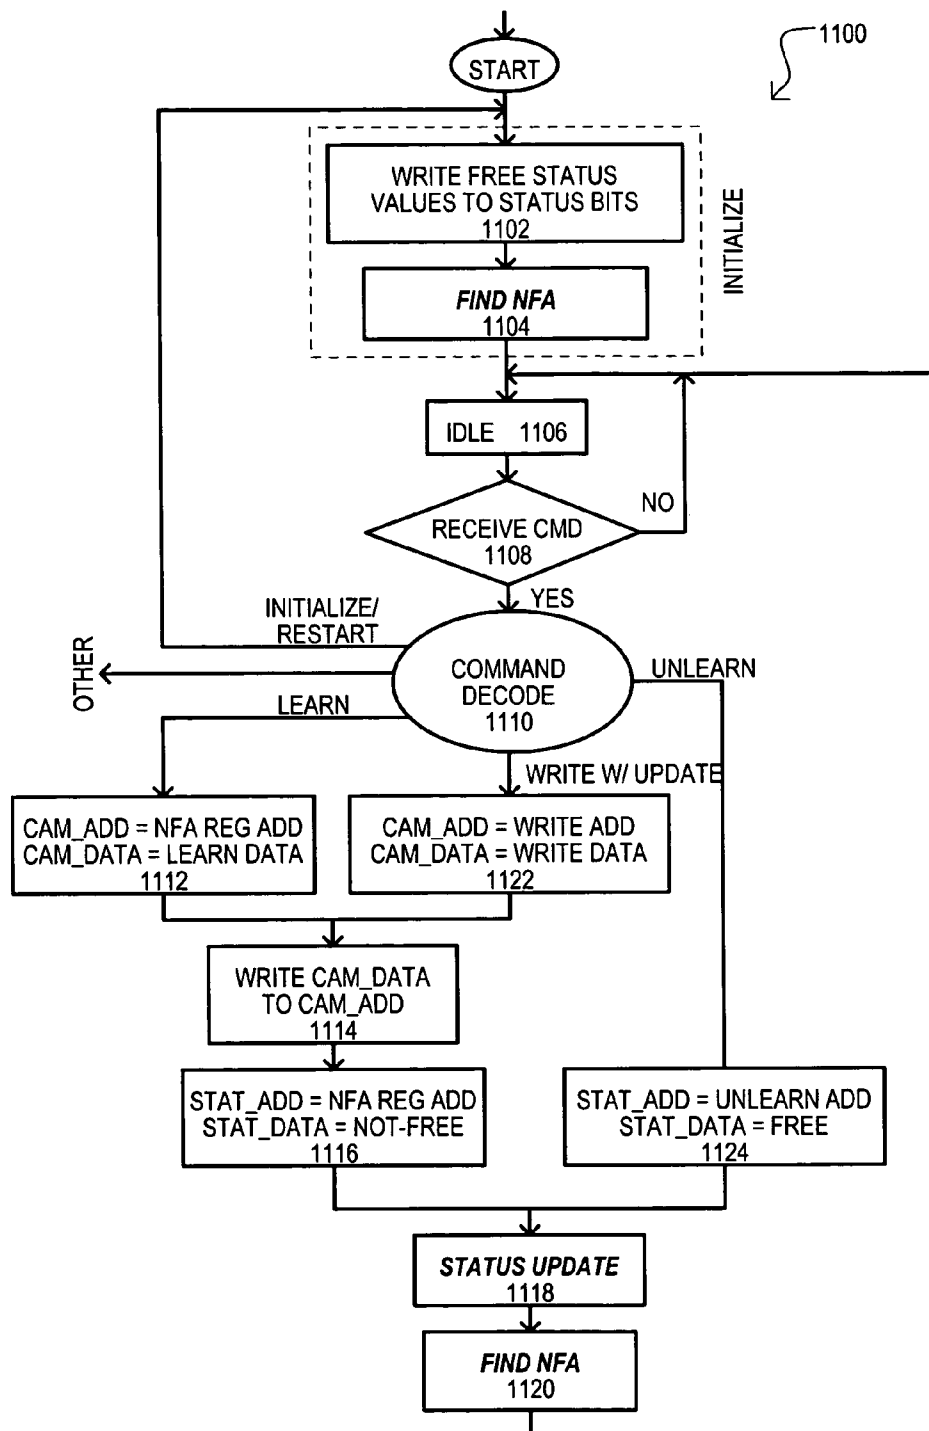 1100
START
WRITE FREE STATUS
VALUES TO STATUS BITS
1102
INITIALIZE
FIND NFA
1104
IDLE 1106
NO
RECEIVE CMD
1108
YES
INITIALIZE/
RESTART
OTHER
COMMAND
DECODE
1110
UNLEARN
LEARN
WRITE W/ UPDATE
CAM_ADD = NFA REG ADD
CAM_DATA = LEARN DATA
1112
CAM_ADD = WRITE ADD
CAM_DATA = WRITE DATA
1122
WRITE CAM_DATA
TO CAM_ADD
1114
STAT_ADD = NFA REG ADD
STAT_DATA = NOT-FREE
1116
STAT_ADD = UNLEARN ADD
STAT_DATA = FREE
1124
STATUS UPDATE
1118
FIND NFA
1120